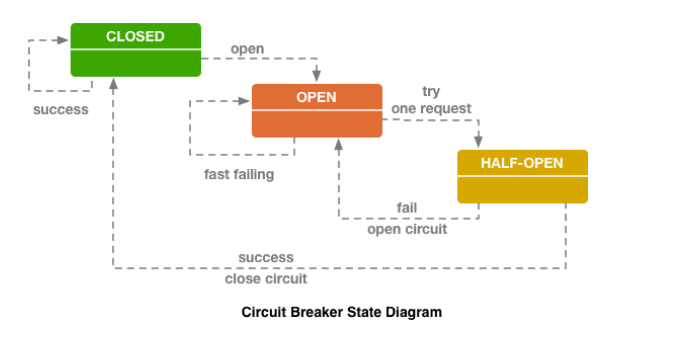 CLOSED
open
success
OPEN
try
one request
fast failing
HALF-OPEN
fail
open circuit
success
close circuit
Circuit Breaker State Diagram